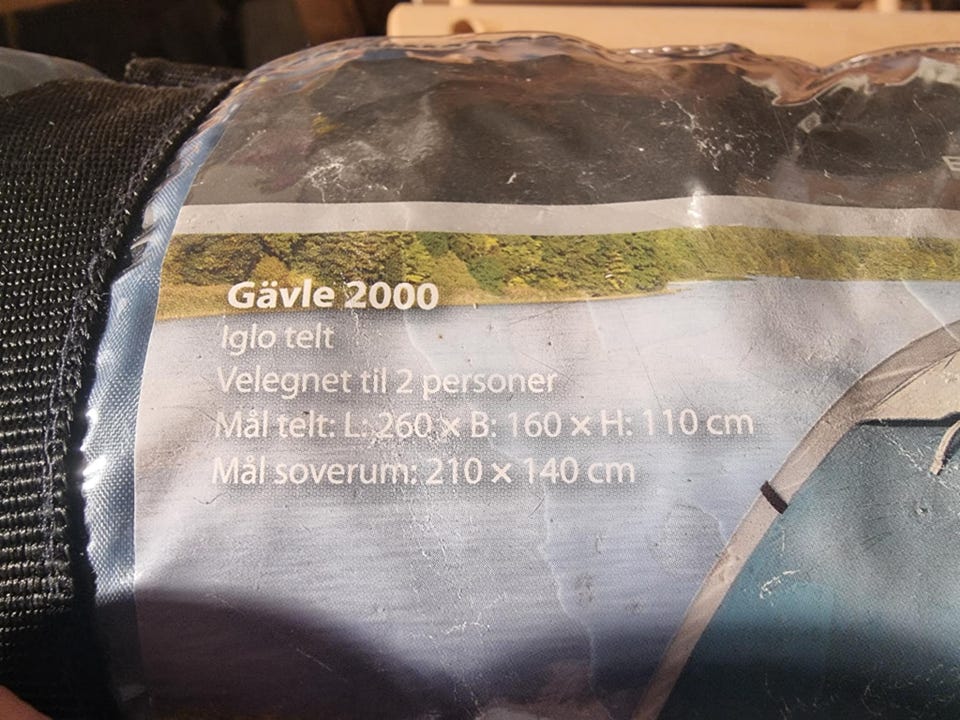 Gävle 2000
Iglo telt
Velegnet til 2 personer
Mål telt: L: 260 x B: 160 x H: 110 cm
Mål soverum: 210 x 140 cm